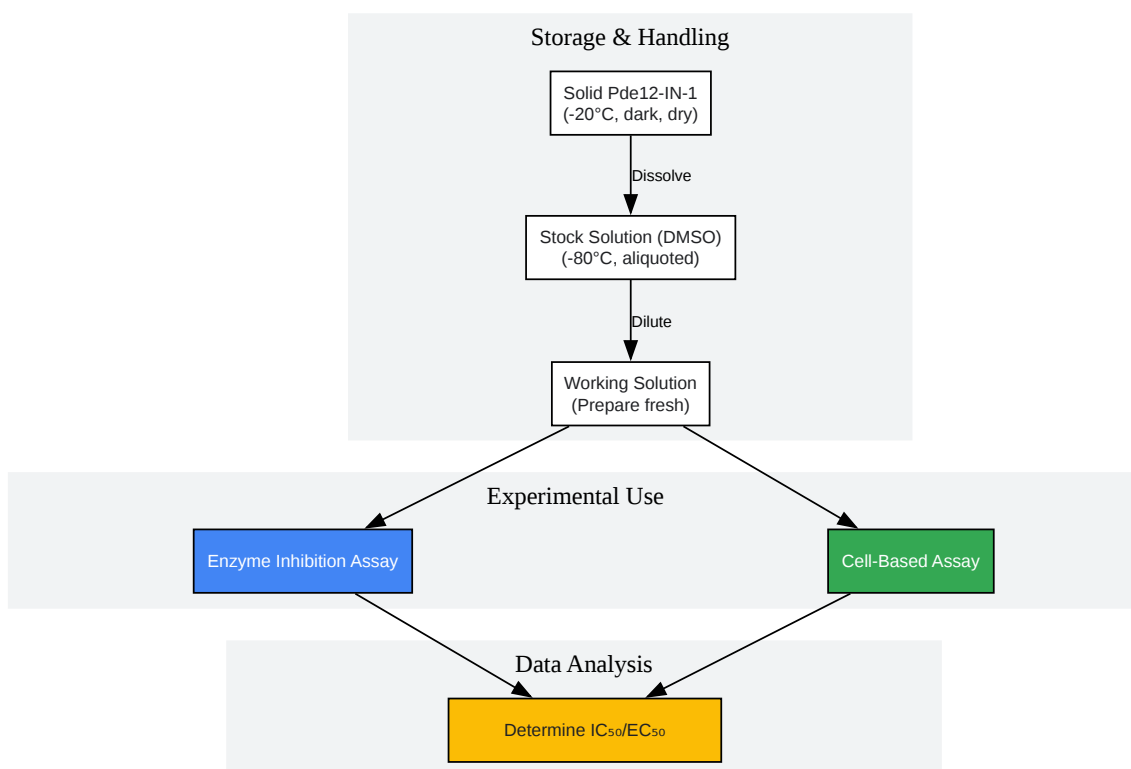 Storage & Handling
Solid Pde12-IN-1
(-20°C, dark, dry)
Dissolve
Stock Solution (DMSO)
(-80°C, aliquoted)
Dilute
Working Solution
(Prepare fresh)
Experimental Use
Enzyme Inhibition Assay
Cell-Based Assay
Data Analysis
Determine IC₅₀/EC₅₀